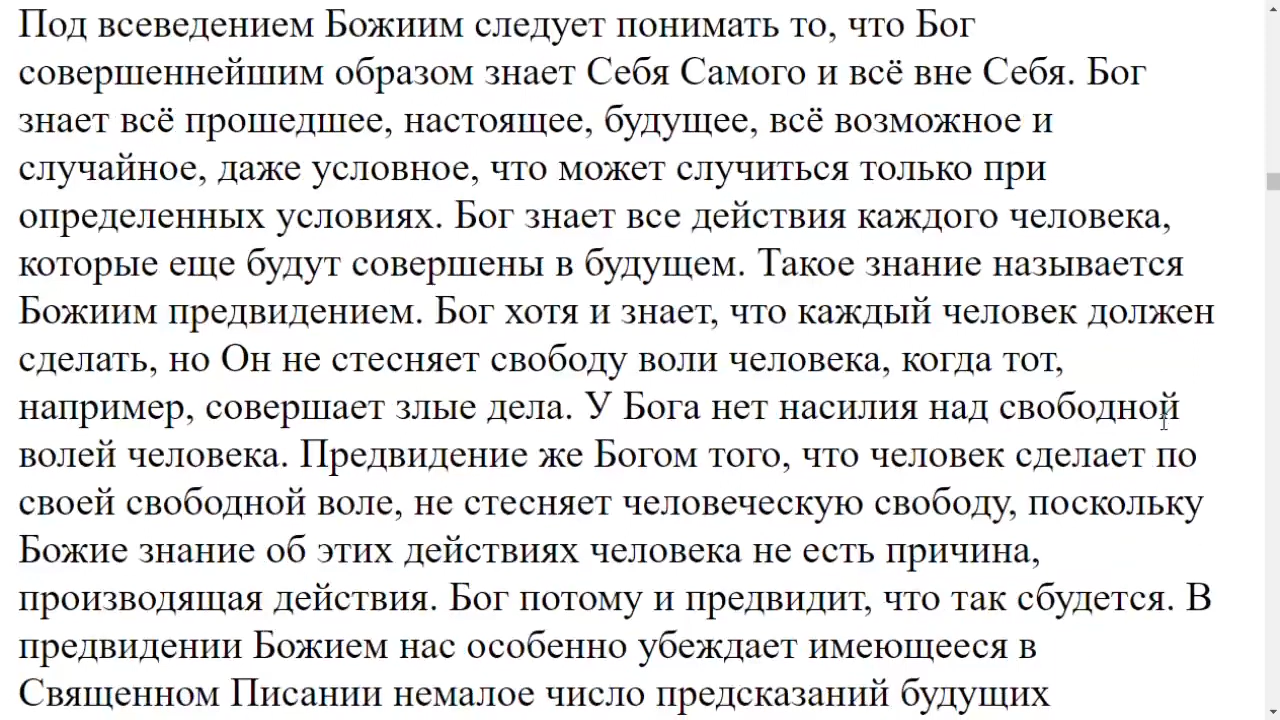 Под всеведением Божиим следует понимать то, что Бог
совершеннейшим образом знает Себя Самого и всё вне Себя. Бог
знает всё прошедшее, настоящее, будущее, всё возможное и
случайное, даже условное, что может случиться только при
определенных условиях. Бог знает все действия каждого человека,
которые еще будут совершены в будущем. Такое знание называется
Божиим предвидением. Бог хотя и знает, что каждый человек должен
сделать, но Он не стесняет свободу воли человека, когда тот,
например, совершает злые дела. У Бога нет насилия над свободной
волей человека. Предвидение же Богом того, что человек сделает по
своей свободной воле, не стесняет человеческую свободу, поскольку
Божие знание об этих действиях человека не есть причина,
производящая действия. Бог потому и предвидит, что так сбудется. В
предвидении Божием нас особенно убеждает имеющееся в
Священном Писании немалое число предсказаний будущих